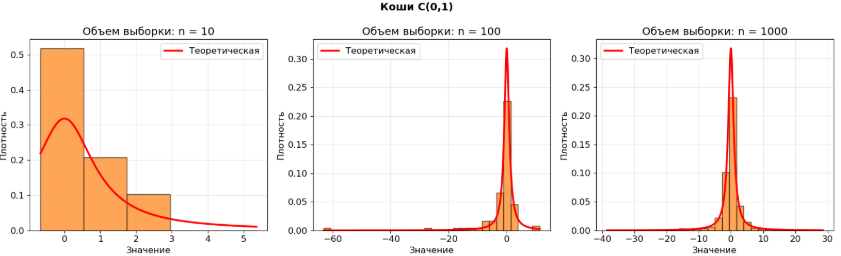 Коши C(0,1)
Объем выборки: n = 10
Теоретическая
Плотность
0.5
0.4
0.3
0.2
0.1
0.0
0 1 2 3 4 5
Значение
Объем выборки: n = 100
Теоретическая
Плотность
0.30
0.25
0.20
0.15
0.10
0.05
0.00
−60 −40 −20 0
Значение
Объем выборки: n = 1000
Теоретическая
Плотность
0.30
0.25
0.20
0.15
0.10
0.05
0.00
−40 −30 −20 −10 0 10 20 30
Значение